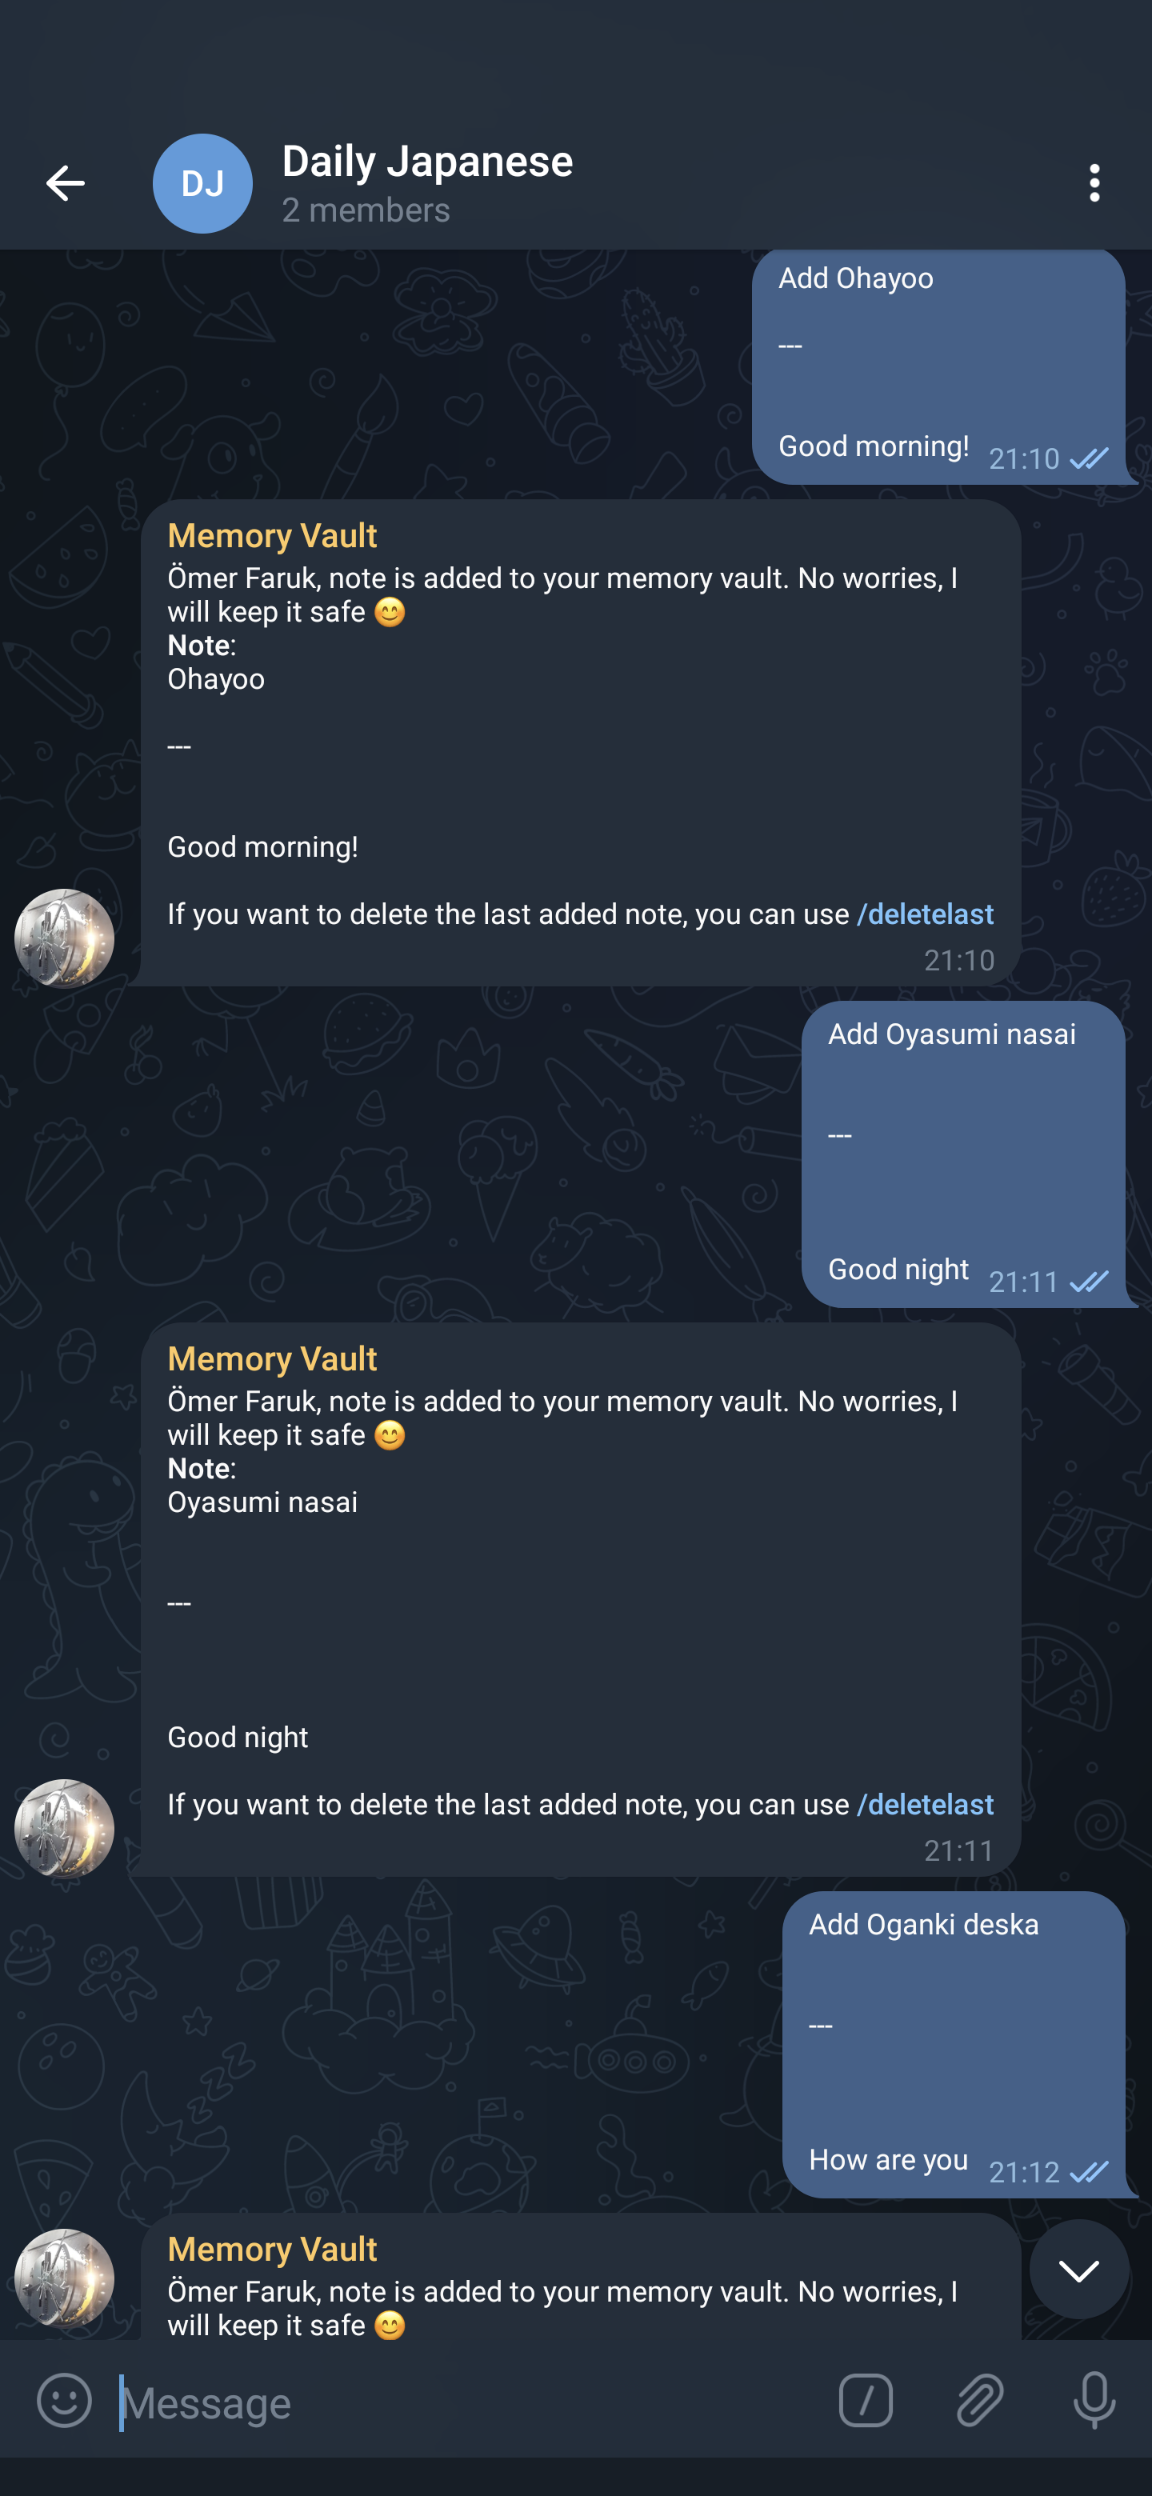 DJ
Daily Japanese
2 members
Add Ohayoo
---
Good morning!
21:10
Memory Vault
Ömer Faruk, note is added to your memory vault. No worries, I
will keep it safe 😊
Note:
Ohayoo
---
Good morning!
If you want to delete the last added note, you can use /deletelast
21:10
Add Oyasumi nasai
---
Good night
21:11
Memory Vault
Ömer Faruk, note is added to your memory vault. No worries, I
will keep it safe 😊
Note:
Oyasumi nasai
---
Good night
If you want to delete the last added note, you can use /deletelast
21:11
Add Oganki deska
---
How are you
21:12
Memory Vault
Ömer Faruk, note is added to your memory vault. No worries, I
will keep it safe 😊
Message